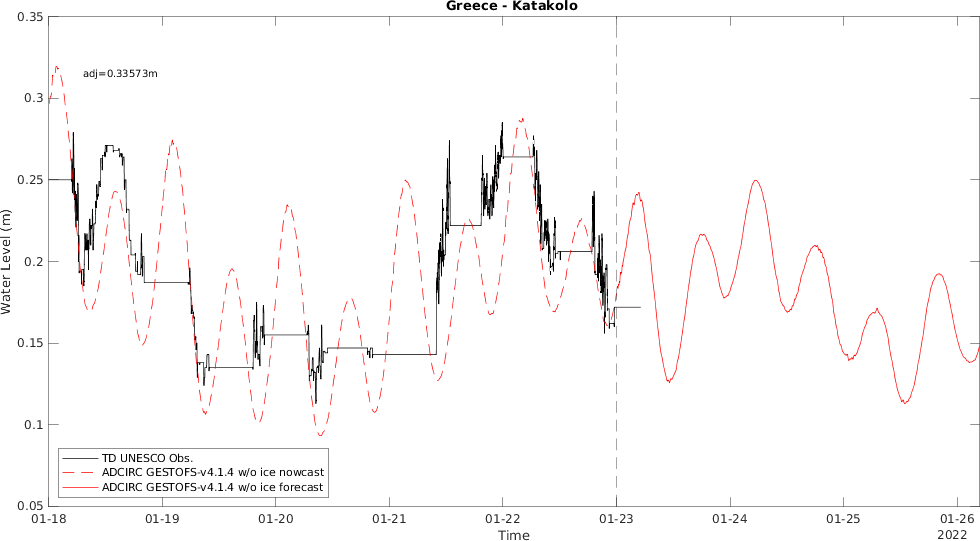 Greece - Katakolo
0.35
0.3
0.25
0.2
0.15
0.1
0.05
Water Level (m)
adj=0.33573m
TD UNESCO Obs.
ADCIRC GESTOFS-v4.1.4 w/o ice nowcast
ADCIRC GESTOFS-v4.1.4 w/o ice forecast
01-18 01-19 01-20 01-21 01-22 01-23 01-24 01-25 01-26
Time
2022